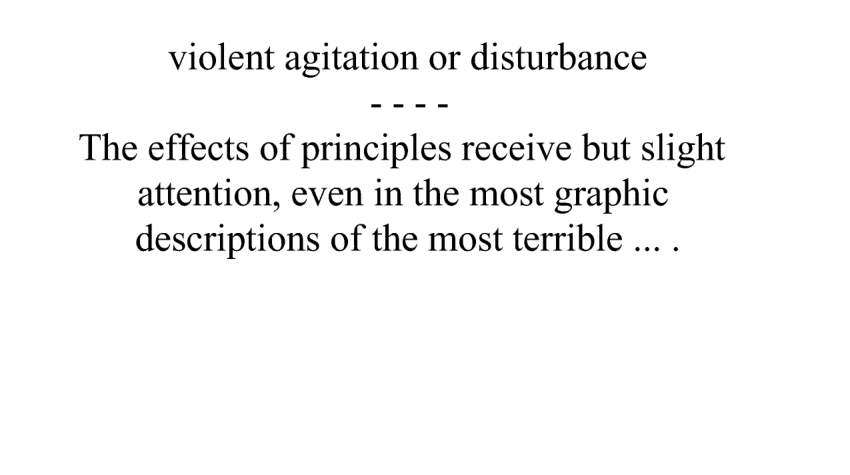 violent agitation or disturbance
- - - -
The effects of principles receive but slight
attention, even in the most graphic
descriptions of the most terrible ... .